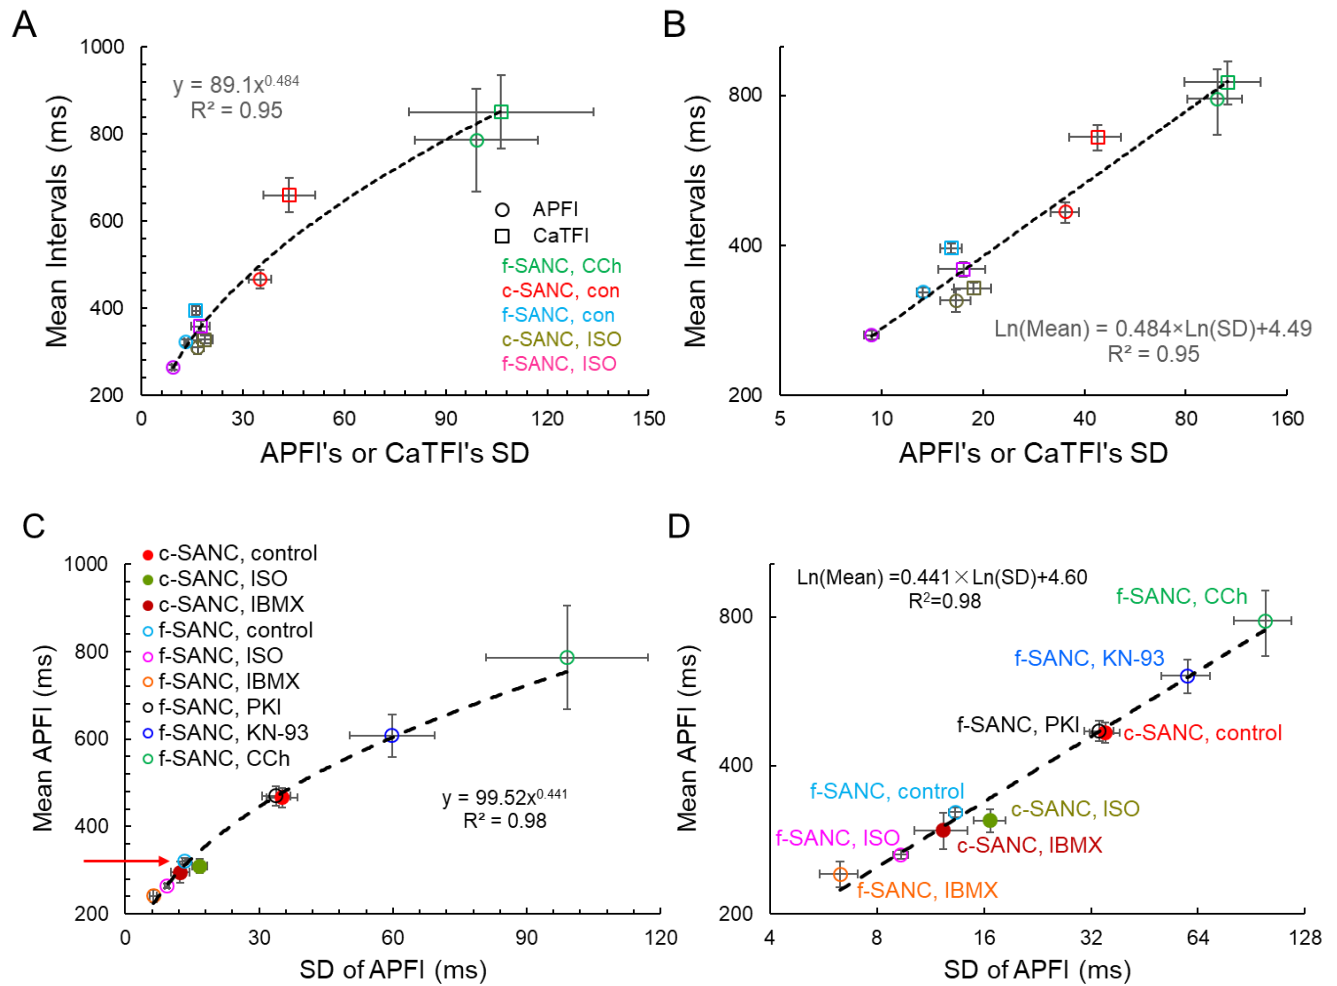 A
1000
800
600
400
200
Mean Intervals (ms)
y = 89.1x^0.484
R² = 0.95
APFI
CaTFI
f-SANC, CCh
c-SANC, con
f-SANC, con
c-SANC, ISO
f-SANC, ISO
0 30 60 90 120 150
APFI's or CaTFI's SD
B
800
400
200
Mean Intervals (ms)
Ln(Mean) = 0.484×Ln(SD)+4.49
R² = 0.95
5 10 20 40 80 160
APFI's or CaTFI's SD
C
1000
800
600
400
200
Mean APFI (ms)
c-SANC, control
c-SANC, ISO
c-SANC, IBMX
f-SANC, control
f-SANC, ISO
f-SANC, IBMX
f-SANC, PKI
f-SANC, KN-93
f-SANC, CCh
y = 99.52x^0.441
R² = 0.98
0 30 60 90 120
SD of APFI (ms)
D
800
400
200
Mean APFI (ms)
Ln(Mean) =0.441×Ln(SD)+4.60
R²=0.98
f-SANC, CCh
f-SANC, KN-93
f-SANC, PKI
c-SANC, control
f-SANC, control
c-SANC, ISO
f-SANC, ISO
c-SANC, IBMX
f-SANC, IBMX
4 8 16 32 64 128
SD of APFI (ms)